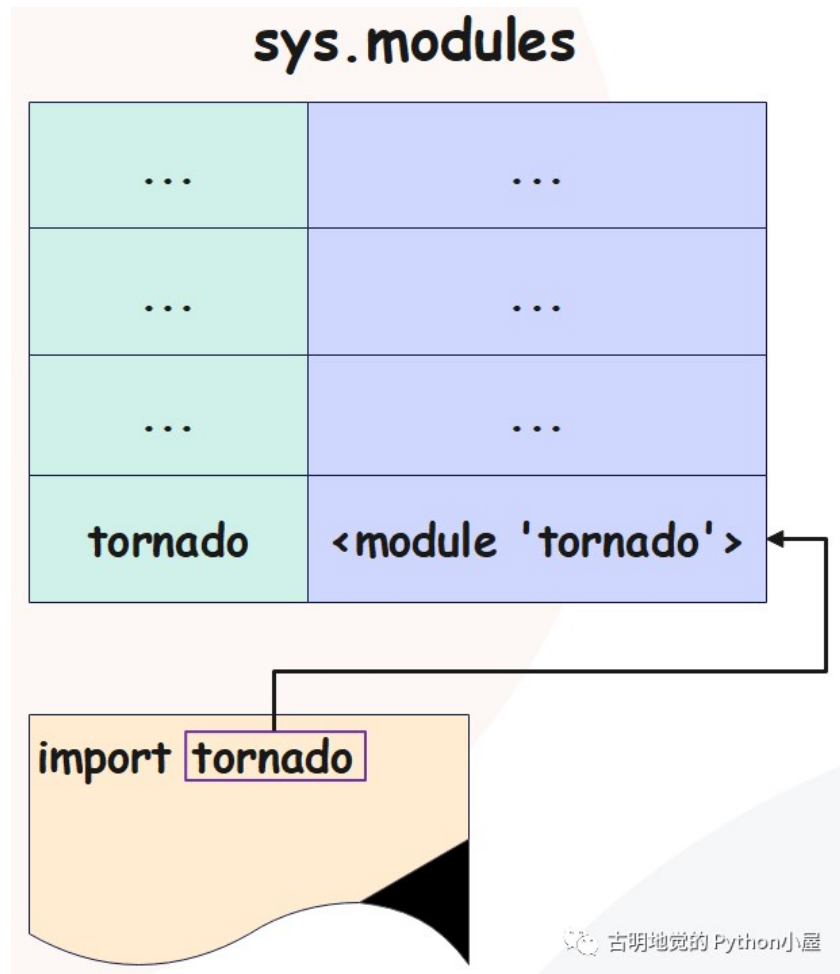 sys.modules
... ...
... ...
... ...
tornado <module 'tornado'>
import tornado
古明地觉的 Python小屋